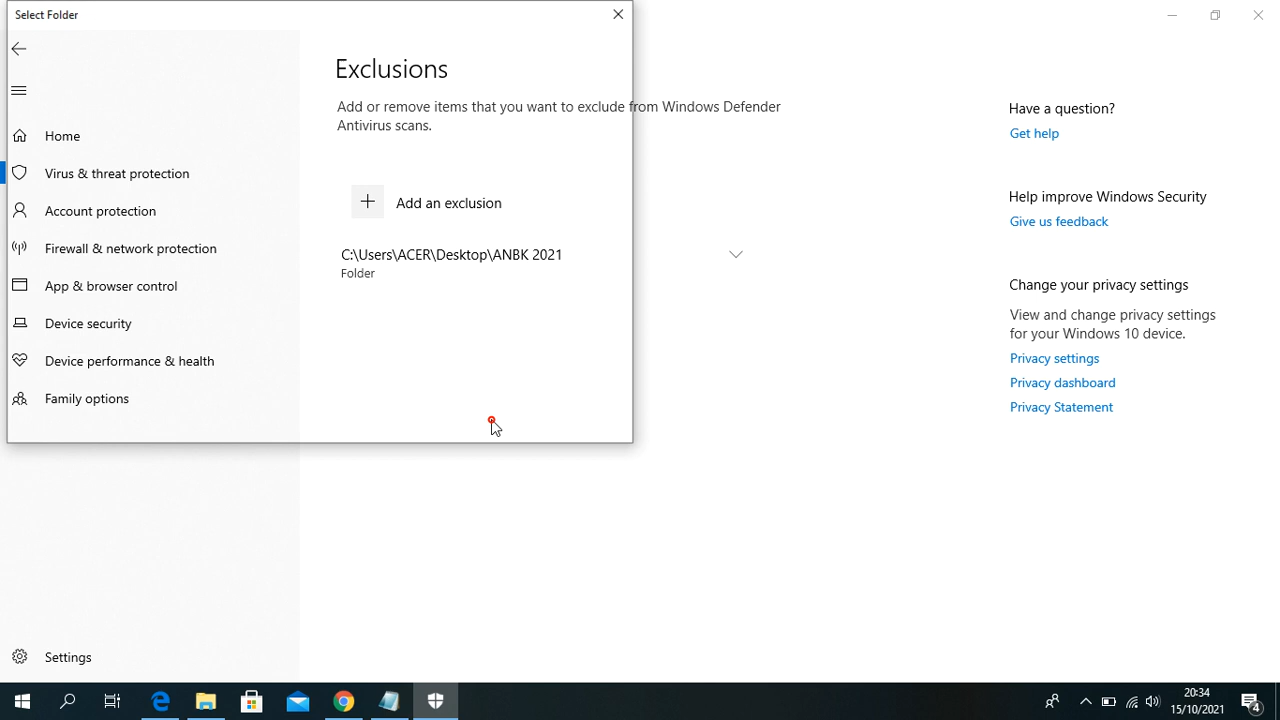 Select Folder
Home
Virus & threat protection
Account protection
Firewall & network protection
App & browser control
Device security
Device performance & health
Family options
Settings
Exclusions
Add or remove items that you want to exclude from Windows Defender
Antivirus scans.
Add an exclusion
C:\Users\ACER\Desktop\ANBK 2021
Folder
Have a question?
Get help
Help improve Windows Security
Give us feedback
Change your privacy settings
View and change privacy settings
for your Windows 10 device.
Privacy settings
Privacy dashboard
Privacy Statement
20:34
15/10/2021
4